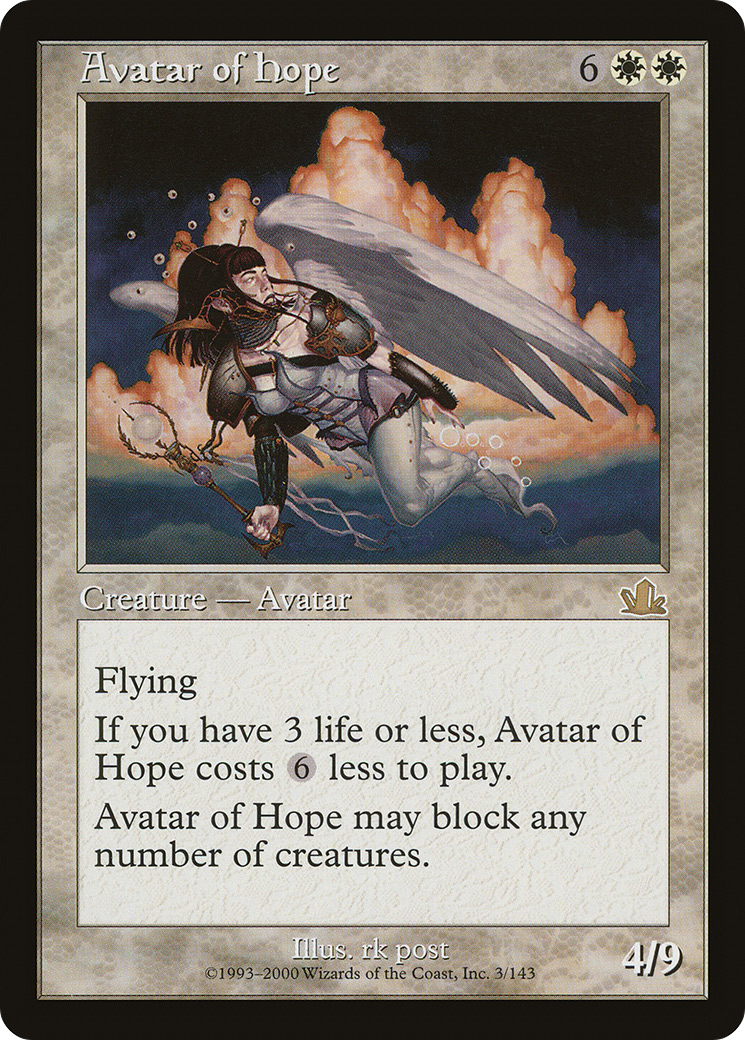 Avatar of Hope 6
Creature — Avatar
Flying
If you have 3 life or less, Avatar of
Hope costs 6 less to play.
Avatar of Hope may block any
number of creatures.
Illus. rk post
©1993–2000 Wizards of the Coast, Inc. 3/143
4/9